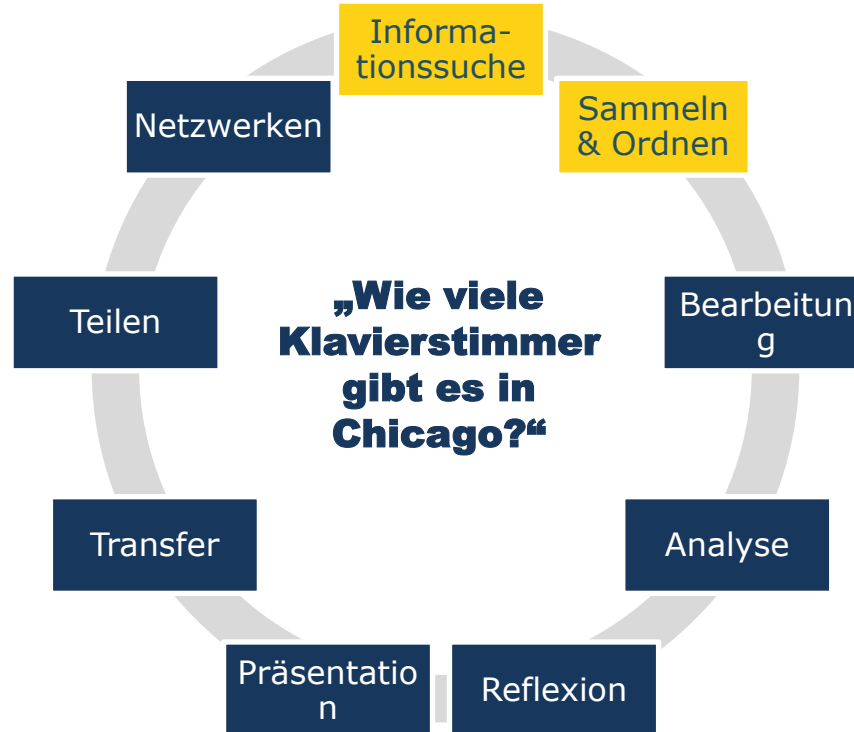 Informa-
tionssuche
Sammeln
& Ordnen
Bearbeitun
g
Analyse
Reflexion
Präsentatio
n
Transfer
Teilen
Netzwerken
„Wie viele
Klavierstimmer
gibt es in
Chicago?“